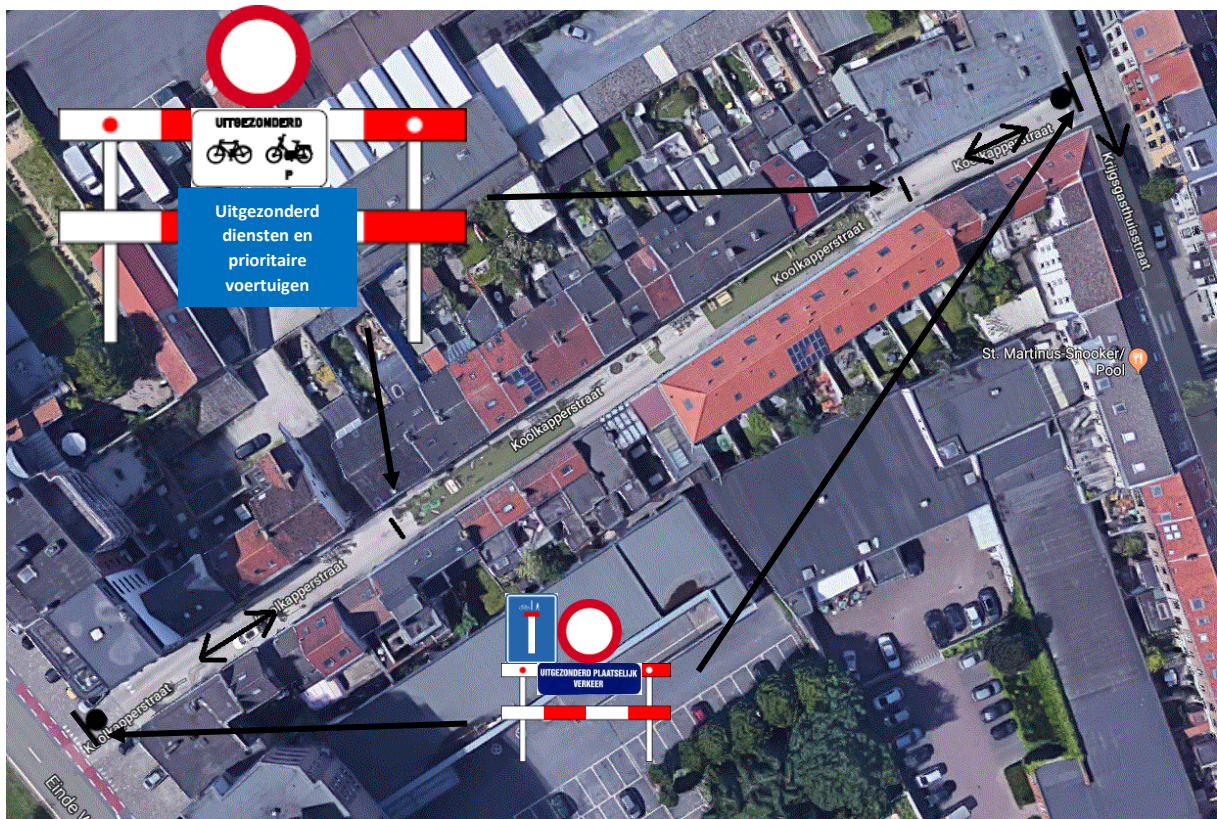 UITGEZONDERD
P
Uitgezonderd
diensten en
prioritaire
voertuigen
Koolkapperstraat
Koolkapperstraat
Krijgsgasthuisstraat
St. Martinus Snooker/
Pool
Koolkapperstraat
olkapperstraat
UITGEZONDERD PLAATSELIJK
VERKEER
Koolkapperstraat
Einde